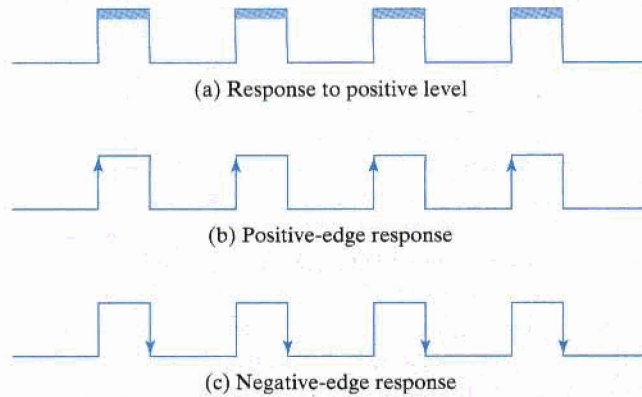 (a) Response to positive level
(b) Positive-edge response
(c) Negative-edge response